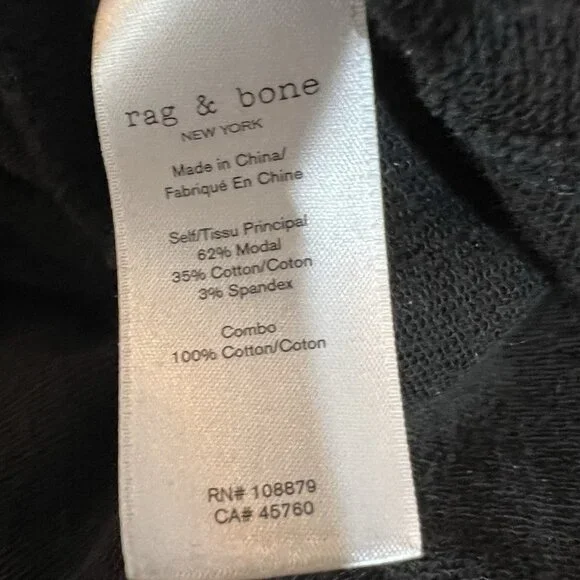 rag & bone
NEW YORK
Made in China/
Fabriqué En Chine
Self/Tissu Principal
62% Modal
35% Cotton/Coton
3% Spandex
Combo
100% Cotton/Coton
RN# 108879
CA# 45760